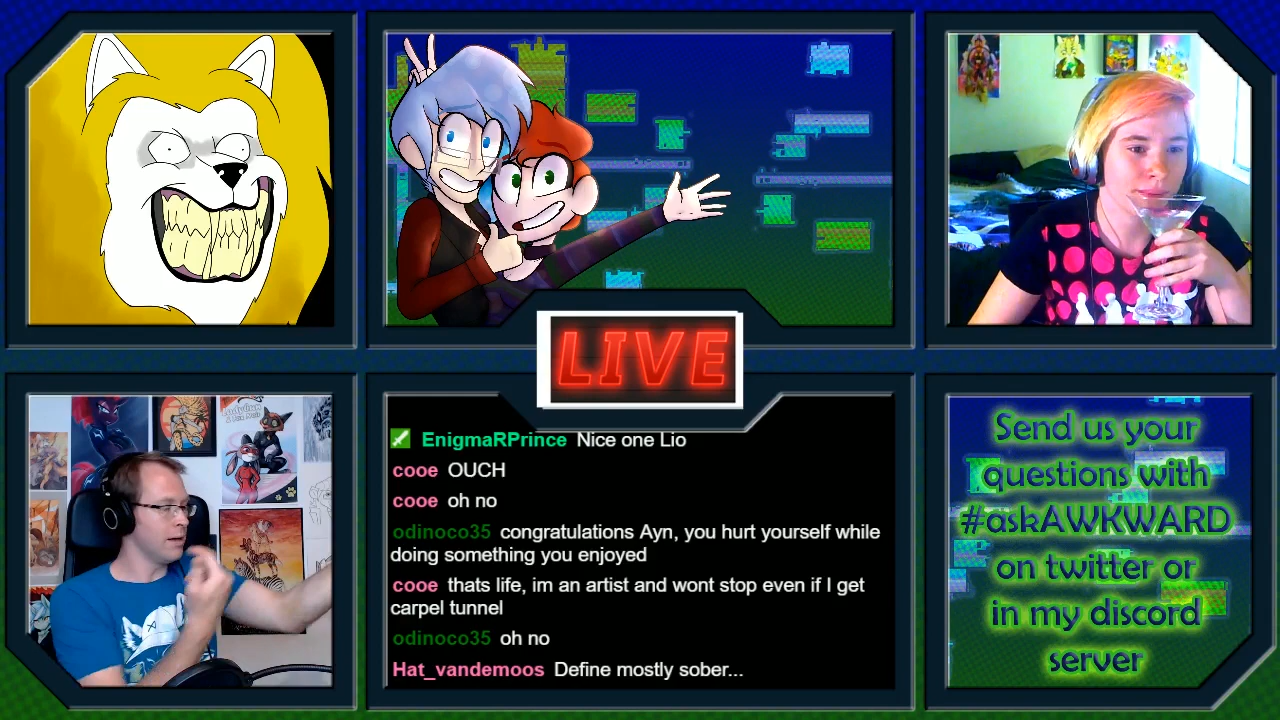 LIVE
EnigmaRPrince Nice one Lio
cooe OUCH
cooe oh no
odinoco35 congratulations Ayn, you hurt yourself while
doing something you enjoyed
cooe thats life, im an artist and wont stop even if I get
carpel tunnel
odinoco35 oh no
Hat_vandemoos Define mostly sober...
Send us your
questions with
#askAWKWARD
on twitter or
in my discord
server